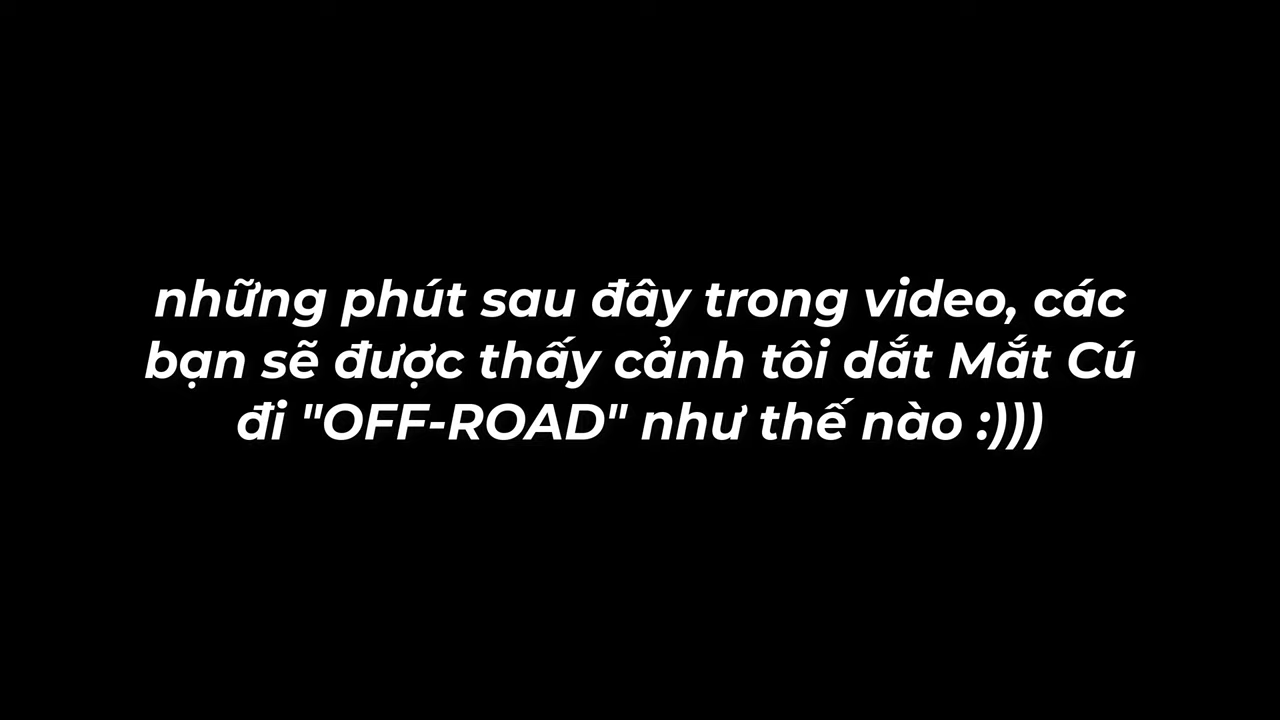 những phút sau đây trong video, các
bạn sẽ được thấy cảnh tôi dắt Mắt Cú
đi "OFF-ROAD" như thế nào :)))